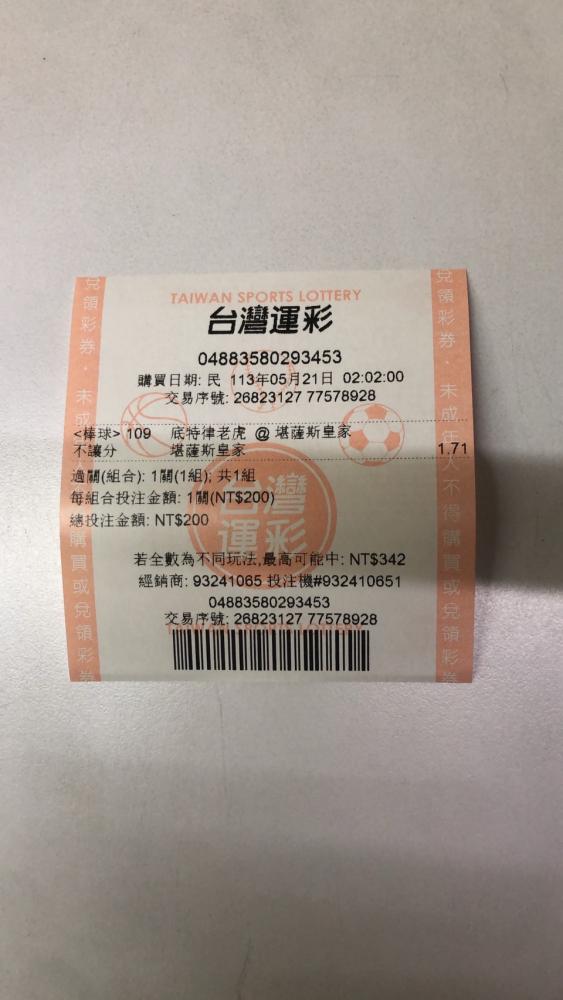 TAIWAN SPORTS LOTTERY
台灣運彩
04883580293453
購買日期: 民 113年05月21日 02:02:00
交易序號: 26823127 77578928
<棒球> 109 底特律老虎 @ 堪薩斯皇家
不讓分 堪薩斯皇家 1.71
過關(組合): 1關(1組); 共1組
每組合投注金額: 1關(NT$200)
總投注金額: NT$200
台灣運彩
若全數為不同玩法,最高可能中: NT$342
經銷商: 93241065 投注機#932410651
04883580293453
交易序號: 26823127 77578928
兌領彩券・未成
購買或兌領彩券
兌領彩券・未成年人不得購買或兌領彩券